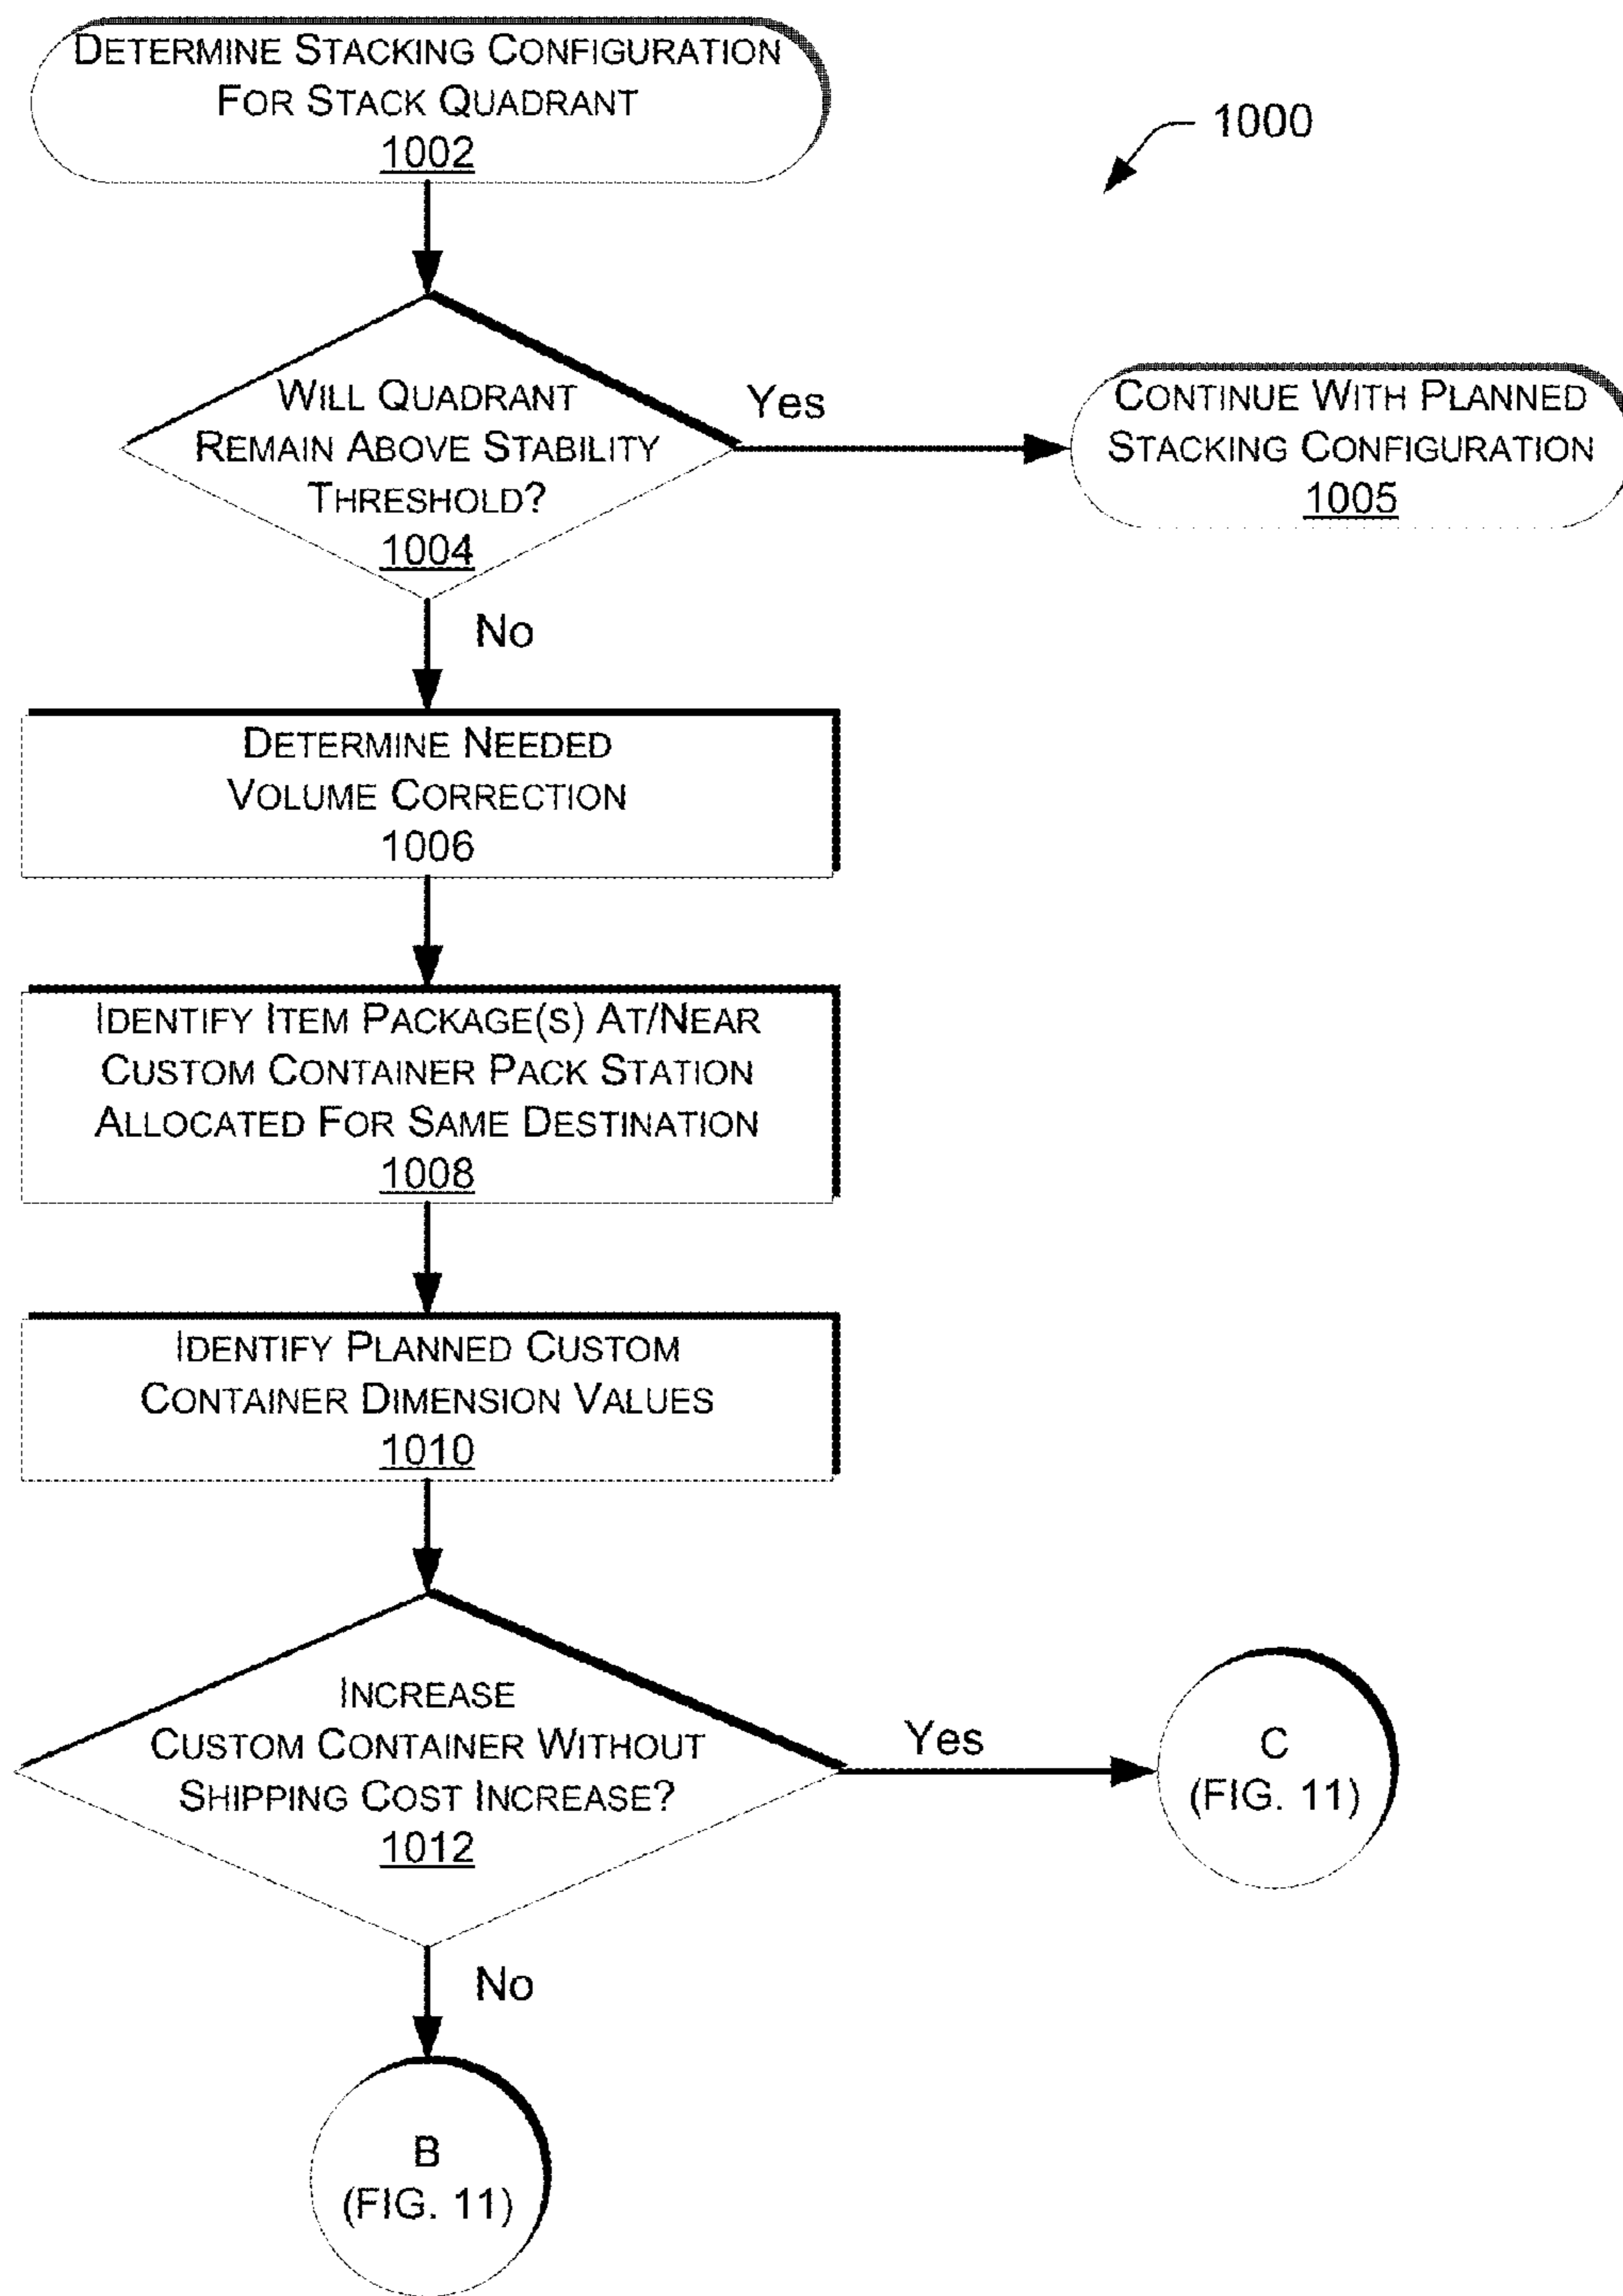 DETERMINE STACKING CONFIGURATION
FOR STACK QUADRANT
1002
1000
WILL QUADRANT
REMAIN ABOVE STABILITY
THRESHOLD?
1004
Yes
CONTINUE WITH PLANNED
STACKING CONFIGURATION
1005
No
DETERMINE NEEDED
VOLUME CORRECTION
1006
IDENTIFY ITEM PACKAGE(S) AT/NEAR
CUSTOM CONTAINER PACK STATION
ALLOCATED FOR SAME DESTINATION
1008
IDENTIFY PLANNED CUSTOM
CONTAINER DIMENSION VALUES
1010
INCREASE
CUSTOM CONTAINER WITHOUT
SHIPPING COST INCREASE?
1012
Yes
C
(FIG. 11)
No
B
(FIG. 11)